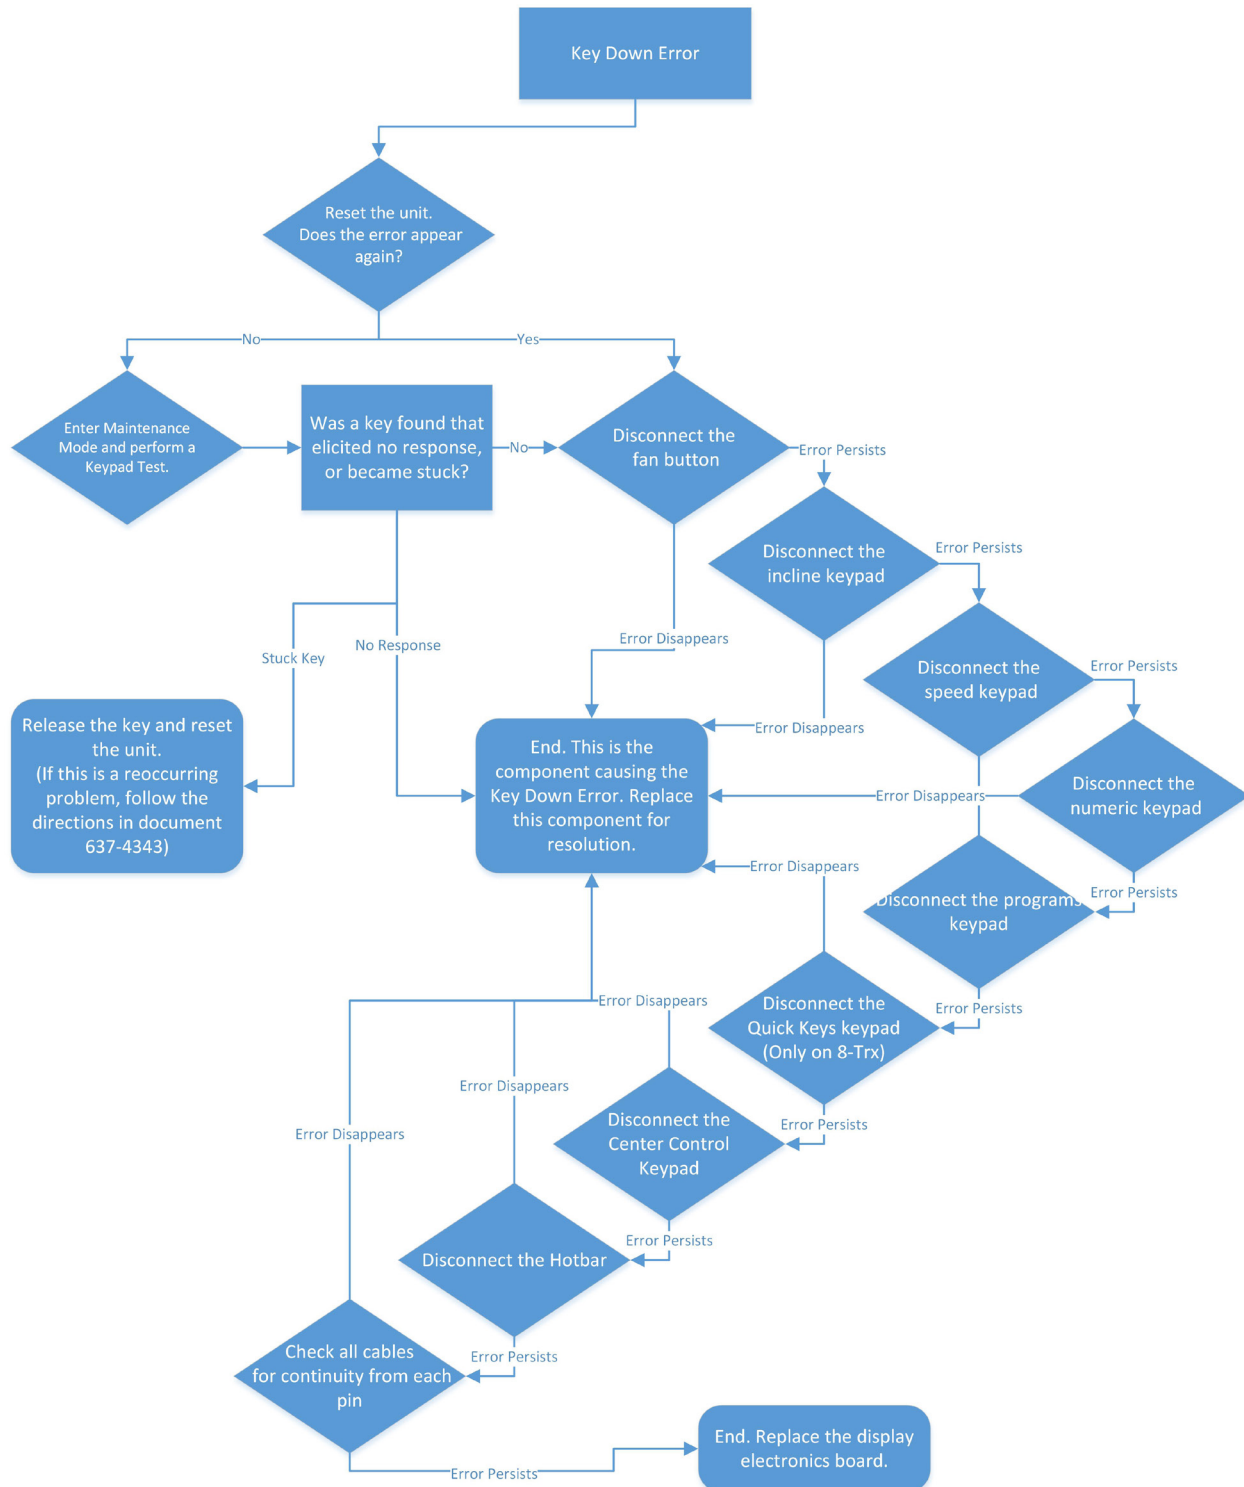 Key Down Error
Reset the unit.
Does the error appear
again?
No
Yes
Enter Maintenance
Mode and perform a
Keypad Test.
Was a key found that
elicited no response,
or became stuck?
No
Disconnect the
fan button
Error Persists
Disconnect the
incline keypad
Error Persists
Disconnect the
speed keypad
Error Persists
Disconnect the
numeric keypad
Error Disappears
Error Disappears
Error Disappears
Stuck Key
No Response
Release the key and reset
the unit.
(If this is a reoccurring
problem, follow the
directions in document
637-4343)
End. This is the
component causing the
Key Down Error. Replace
this component for
resolution.
Error Persists
Disconnect the programs
keypad
Error Disappears
Error Persists
Disconnect the
Quick Keys keypad
(Only on 8-Trx)
Error Disappears
Error Persists
Disconnect the
Center Control
Keypad
Error Disappears
Error Persists
Disconnect the Hotbar
Error Disappears
Error Persists
Check all cables
for continuity from each
pin
Error Persists
End. Replace the display
electronics board.